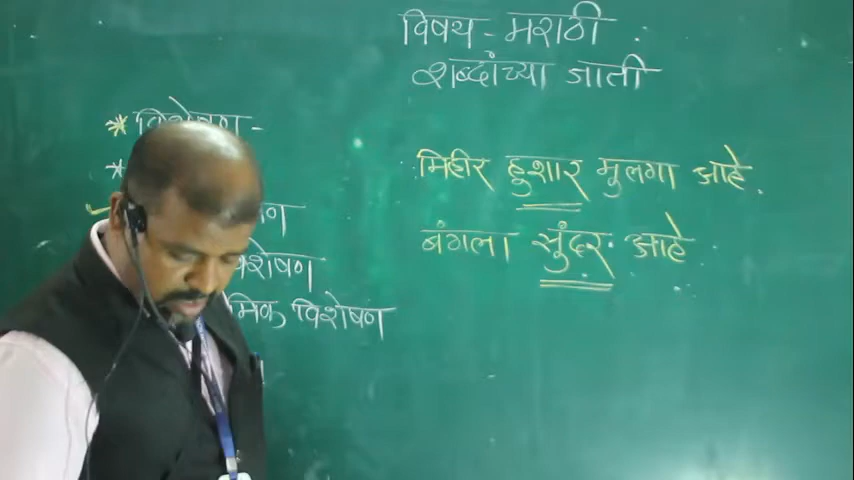 विषय - मराठी
शब्दांच्या जाती
* विशेषण -
*
मिहीर हुशार मुलगा आहे.
बंगला सुंदर आहे
विशेषण